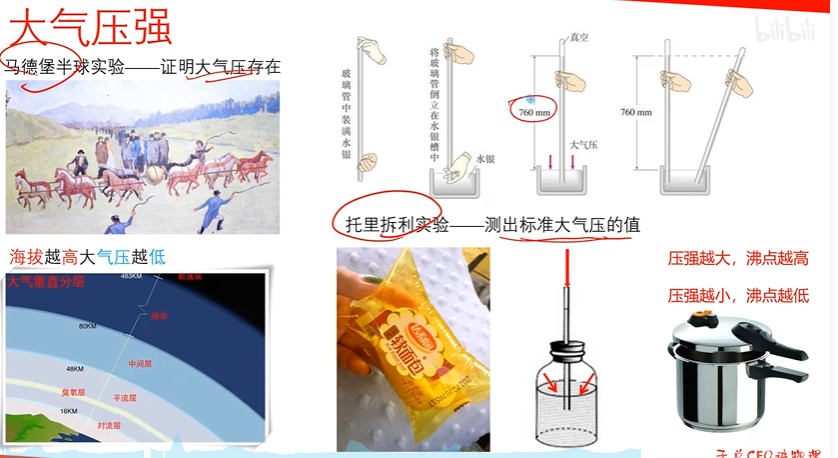 大气压强
bilibili
马德堡半球实验——证明大气压存在
玻璃管中装满水银
将玻璃管倒立在水银槽中
水银
真空
760 mm
大气压
760 mm
托里拆利实验——测出标准大气压的值
海拔越高大气压越低
大气垂直分层
483KM
散逸层
80KM
中间层
48KM
臭氧层
平流层
16KM
对流层
软面包
压强越大，沸点越高
压强越小，沸点越低